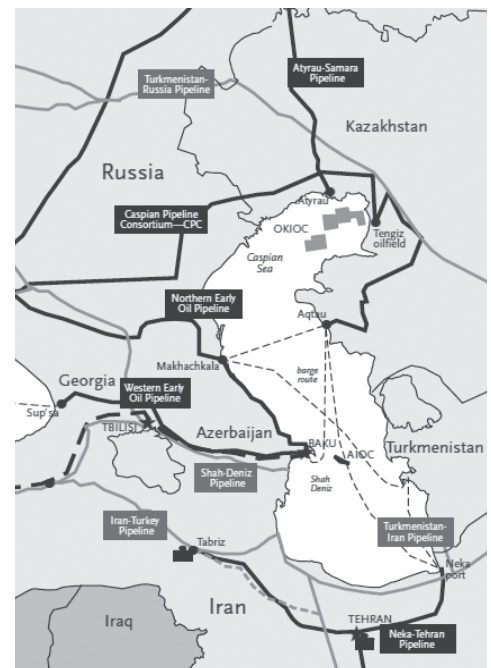 Atyrau-Samara
Pipeline
Turkmenistan-
Russia Pipeline
Kazakhstan
Russia
Atyrau
Caspian Pipeline
Consortium—CPC
OKIOC
Tengiz
oilfield
Caspian
Sea
Northern Early
Oil Pipeline
Aqtau
Makhachkala
barge
route
Georgia
Western Early
Oil Pipeline
Sup'sa
TBILISI
Azerbaijan
BAKU
AIOC
Turkmenistan
Shah-Deniz
Pipeline
Shah
Deniz
Iran-Turkey
Pipeline
Turkmenistan-
Iran Pipeline
Tabriz
Neka
port
Iran
Iraq
TEHRAN
Neka-Tehran
Pipeline